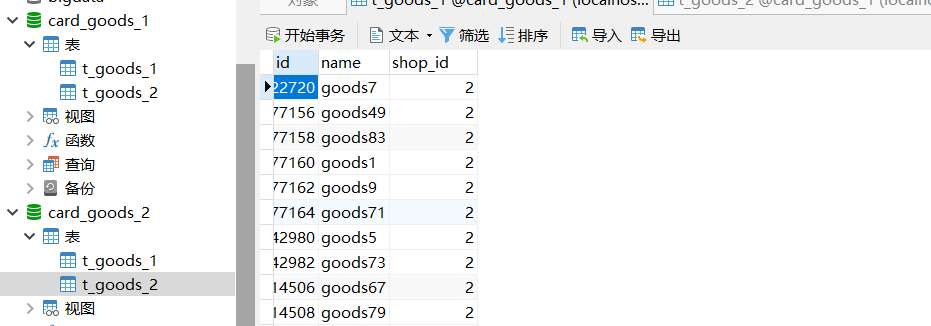 card_goods_1
表
t_goods_1
t_goods_2
视图
fx 函数
查询
备份
card_goods_2
表
t_goods_1
t_goods_2
视图
对象
t_goods_1 @card_goods_1 (localhos...
t_goods_2 @card_goods_1 (localhos
开始事务 文本 筛选 排序 导入 导出
id name shop_id
22720 goods7 2
77156 goods49 2
77158 goods83 2
77160 goods1 2
77162 goods9 2
77164 goods71 2
42980 goods5 2
42982 goods73 2
14506 goods67 2
14508 goods79 2